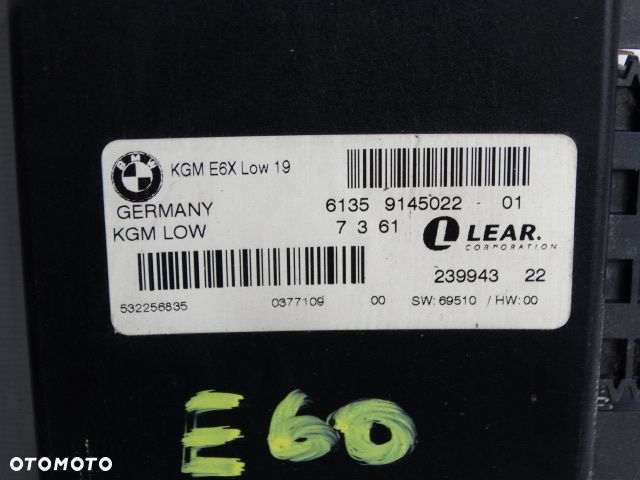 BMW
KGM E6X Low 19
GERMANY
6135 9145022 - 01
KGM LOW
7 3 61
LEAR.
CORPORATION
239943 22
532256835
0377109 00 SW: 69510 / HW: 00
E60
OTOMOTO